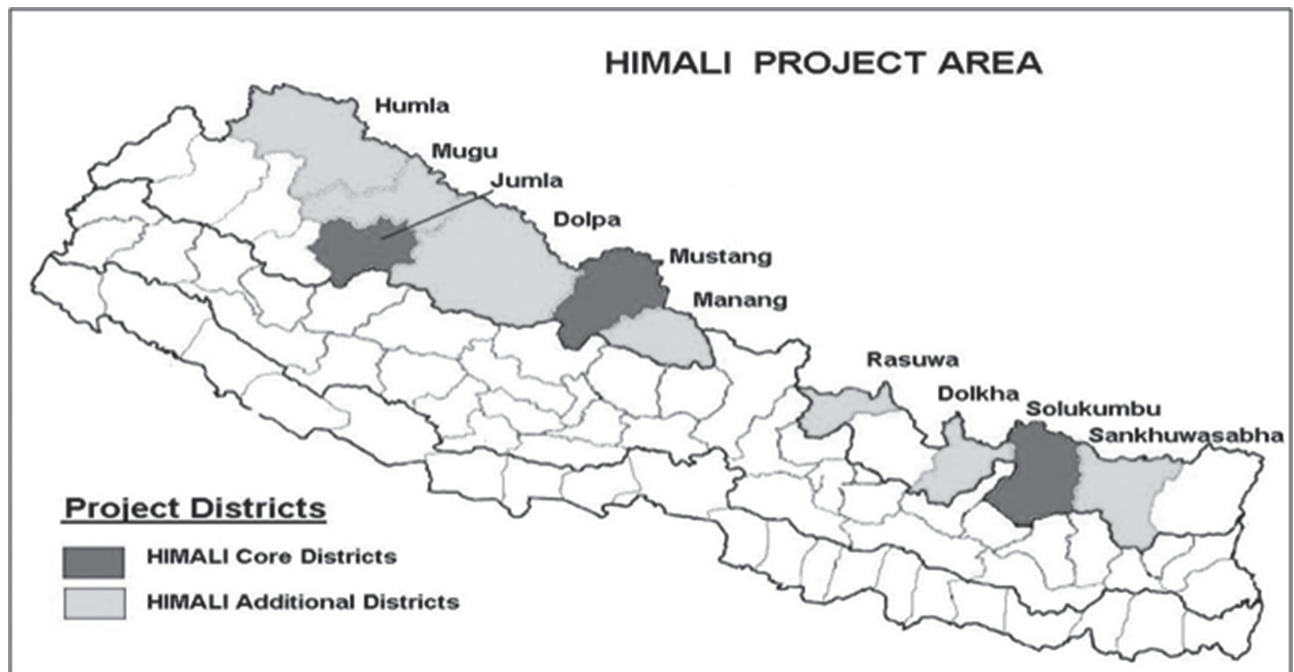 HIMALI PROJECT AREA
Humla
Mugu
Jumla
Dolpa
Mustang
Manang
Rasuwa
Dolkha
Solukumbu
Sankhuwasabha
Project Districts
HIMALI Core Districts
HIMALI Additional Districts